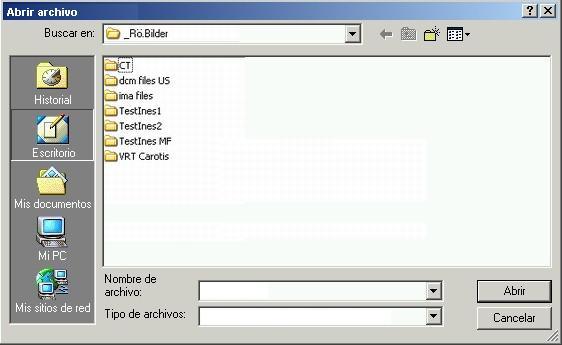 Abrir archivo
Buscar en: _Rö.Bilder
Historial
Escritorio
Mis documentos
Mi PC
Mis sitios de red
CT
dcm files US
ima files
TestInes1
TestInes2
TestInes MF
VRT Carotis
Nombre de
archivo:
Abrir
Tipo de archivos:
Cancelar